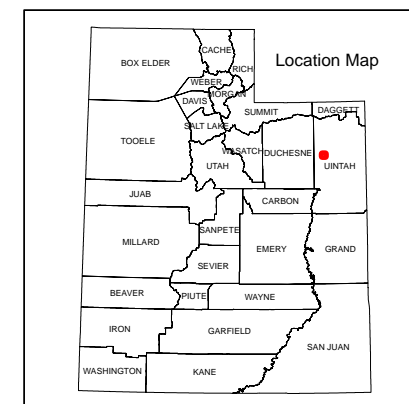 Location Map
BOX ELDER
CACHE
RICH
WEBER
MORGAN
DAVIS
SUMMIT
DAGGETT
SALT LAKE
TOOELE
WASATCH
DUCHESNE
UTAH
UINTAH
JUAB
CARBON
SANPETE
MILLARD
EMERY
GRAND
SEVIER
BEAVER
PIUTE
WAYNE
IRON
GARFIELD
SAN JUAN
WASHINGTON
KANE